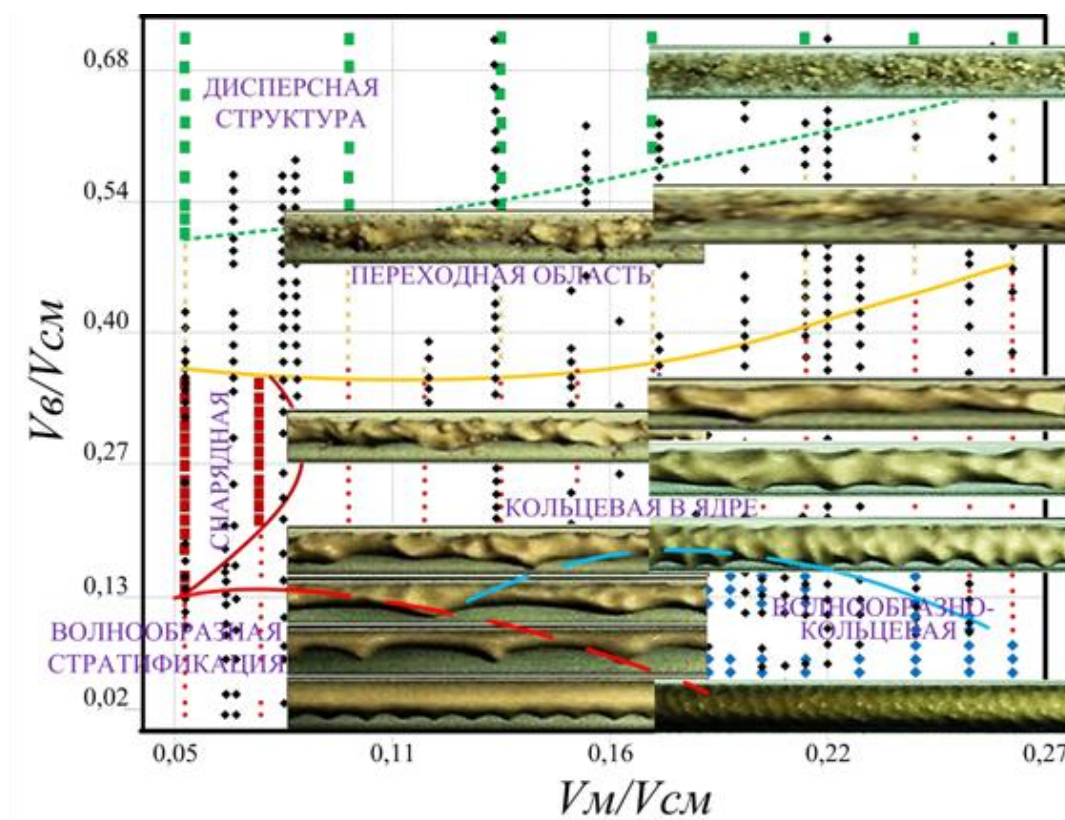 0,68
0,54
0,40
0,27
0,13
0,02
Vв/Vсм
ДИСПЕРСНАЯ
СТРУКТУРА
ПЕРЕХОДНАЯ ОБЛАСТЬ
СНАРЯДНАЯ
КОЛЬЦЕВАЯ В ЯДРЕ
ВОЛНООБРАЗНАЯ
СТРАТИФИКАЦИЯ
ВОЛНООБРАЗНО-
КОЛЬЦЕВАЯ
0,05
0,11
0,16
0,22
0,27
Vм/Vсм